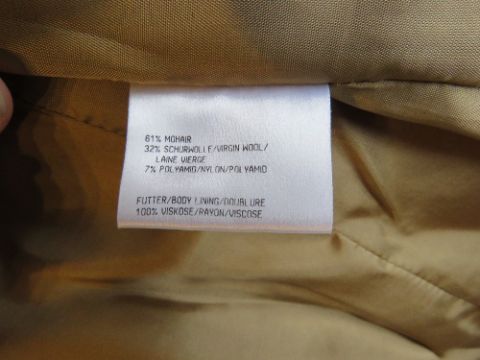 61% MOHAIR
32% SCHURWOLLE/VIRGIN WOOL/
LAINE VIERGE
7% POLYAMID/NYLON/POLYAMID
FUTTER/BODY LINING/DOUBLURE
100% VISKOSE/RAYON/VISCOSE